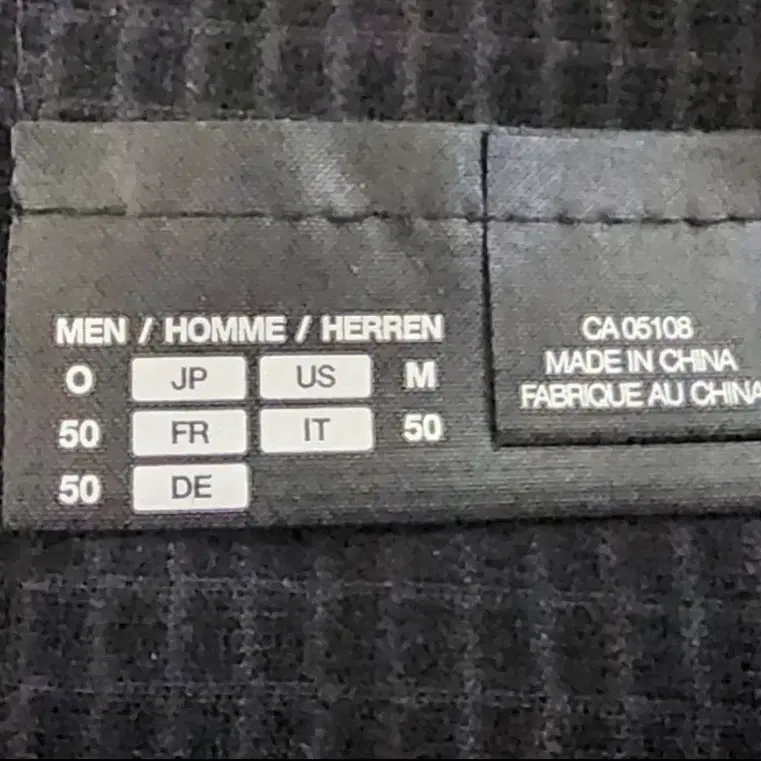 MEN / HOMME / HERREN
O JP US M
50 FR IT 50
50 DE
CA 05108
MADE IN CHINA
FABRIQUE AU CHINA